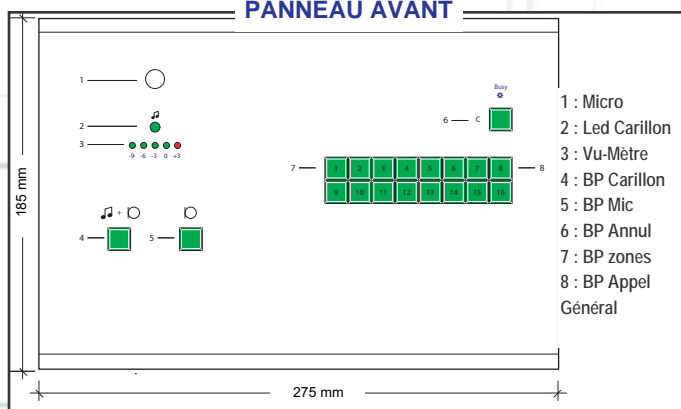 PANNEAU AVANT
1
Busy
2
6 C
3
-9 -6 -3 0 +3
7 1 2 3 4 5 6 7 8 8
9 10 11 12 13 14 15 16
+
4 5
185 mm
275 mm
1 : Micro
2 : Led Carillon
3 : Vu-Mètre
4 : BP Carillon
5 : BP Mic
6 : BP Annul
7 : BP zones
8 : BP Appel
Général